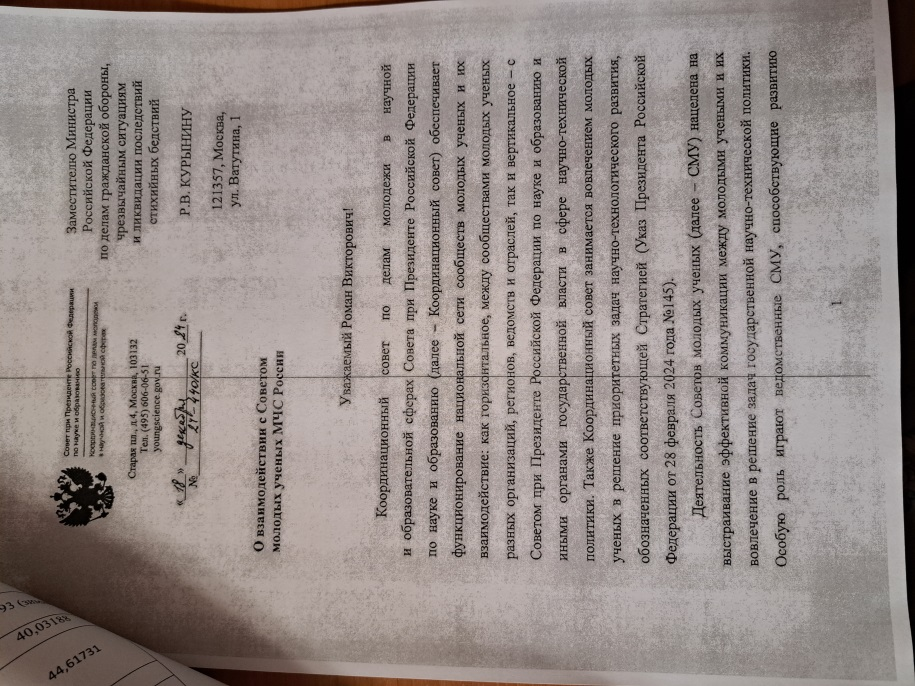 Совет при Президенте Российской Федерации
по науке и образованию
Координационный совет по делам молодежи
в научной и образовательной сферах
Старая пл., д.4, Москва, 103132
Тел. (495) 606-06-51
youngscience.gov.ru
« 18 » декабря 2024 г.
№ 21-240/КС
Заместителю Министра
Российской Федерации
по делам гражданской обороны,
чрезвычайным ситуациям
и ликвидации последствий
стихийных бедствий
Р.В. КУРЫНИНУ
121357, Москва,
ул. Ватутина, 1
О взаимодействии с Советом
молодых ученых МЧС России
Уважаемый Роман Викторович!
Координационный совет по делам молодежи в научной
и образовательной сферах Совета при Президенте Российской Федерации
по науке и образованию (далее – Координационный совет) обеспечивает
функционирование национальной сети сообществ молодых ученых и их
взаимодействие: как горизонтальное, между сообществами молодых ученых
разных организаций, регионов, ведомств и отраслей, так и вертикальное – с
Советом при Президенте Российской Федерации по науке и образованию и
иными органами государственной власти в сфере научно-технической
политики. Также Координационный совет занимается вовлечением молодых
ученых в решение приоритетных задач научно-технологического развития,
обозначенных соответствующей Стратегией (Указ Президента Российской
Федерации от 28 февраля 2024 года №145).
Деятельность Советов молодых ученых (далее – СМУ) нацелена на
выстраивание эффективной коммуникации между молодыми учеными и их
вовлечение в решение задач государственной научно-технической политики.
Особую роль играют ведомственные СМУ, способствующие развитию
1
40,03188
44,61731